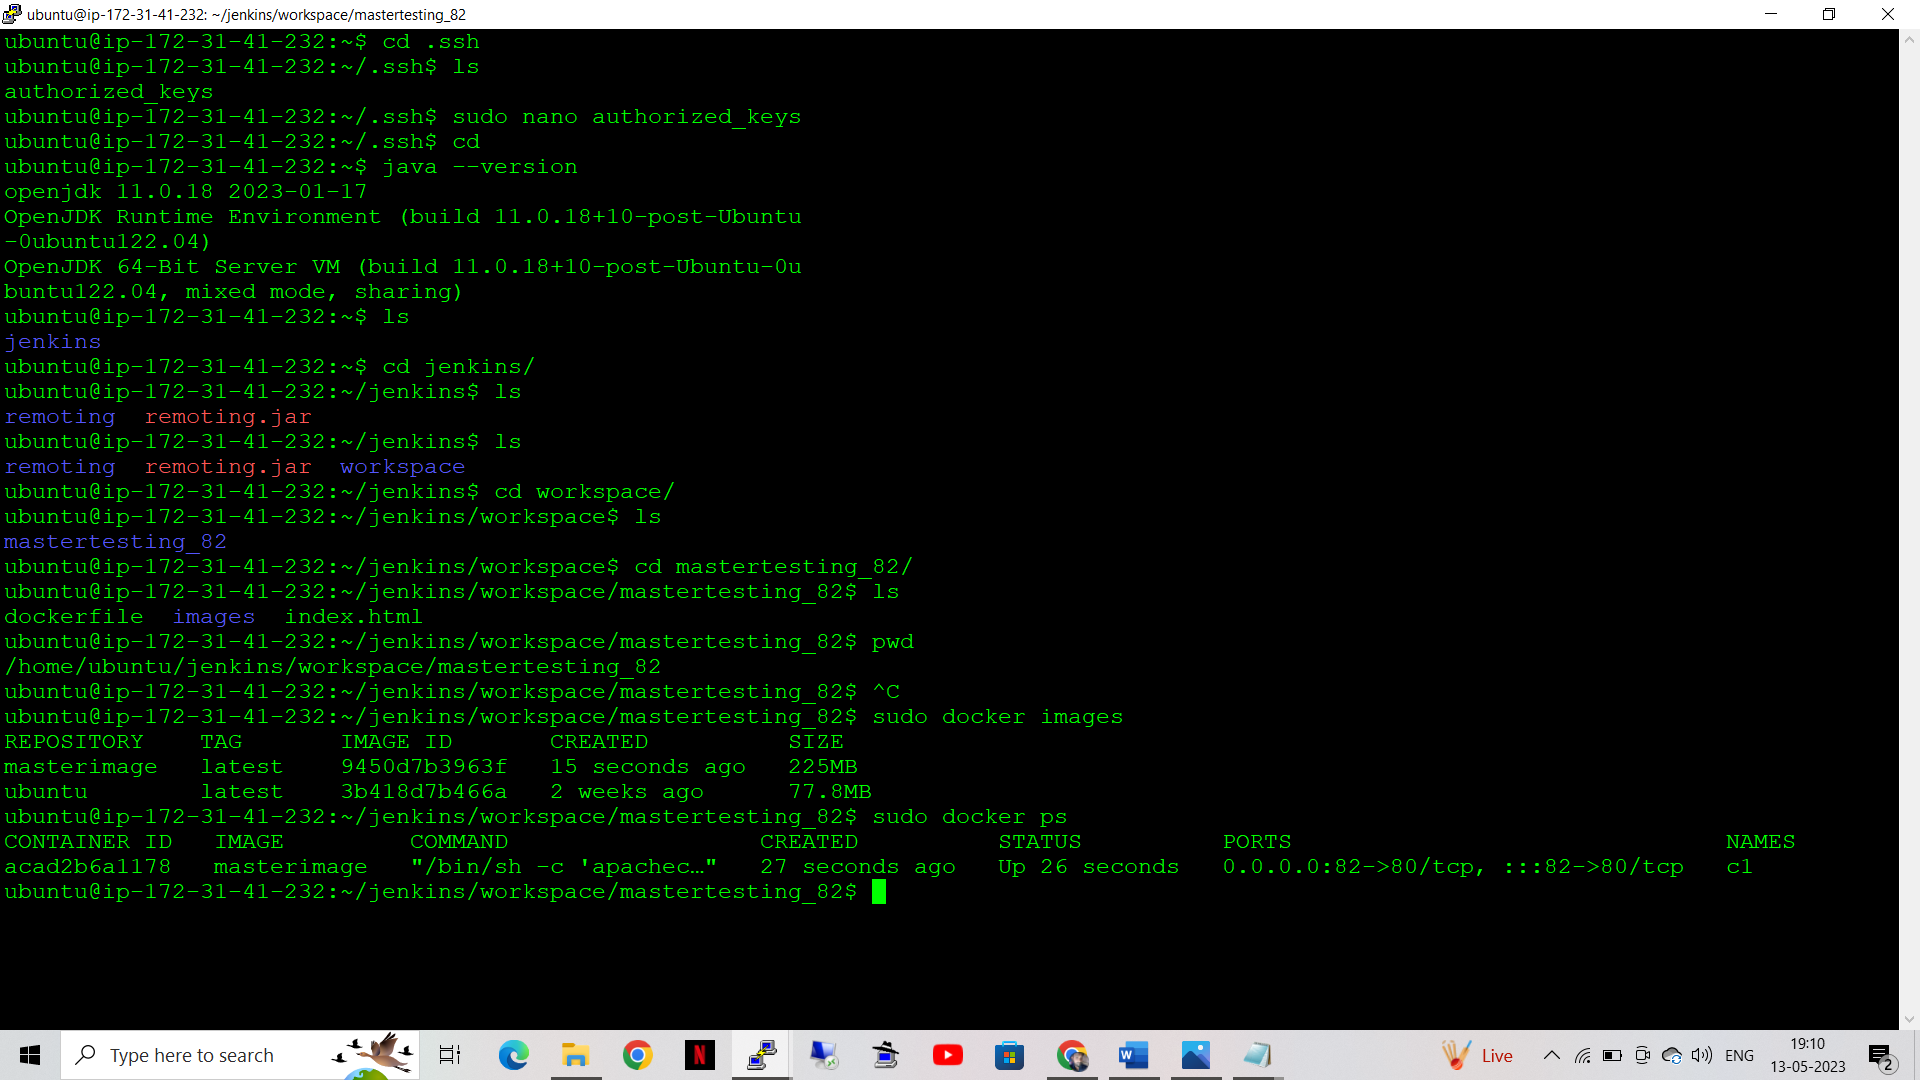 ubuntu@ip-172-31-41-232: ~/jenkins/workspace/mastertesting_82
ubuntu@ip-172-31-41-232:~$ cd .ssh
ubuntu@ip-172-31-41-232:~/.ssh$ ls
authorized_keys
ubuntu@ip-172-31-41-232:~/.ssh$ sudo nano authorized_keys
ubuntu@ip-172-31-41-232:~/.ssh$ cd
ubuntu@ip-172-31-41-232:~$ java --version
openjdk 11.0.18 2023-01-17
OpenJDK Runtime Environment (build 11.0.18+10-post-Ubuntu
-0ubuntu122.04)
OpenJDK 64-Bit Server VM (build 11.0.18+10-post-Ubuntu-0u
buntu122.04, mixed mode, sharing)
ubuntu@ip-172-31-41-232:~$ ls
jenkins
ubuntu@ip-172-31-41-232:~$ cd jenkins/
ubuntu@ip-172-31-41-232:~/jenkins$ ls
remoting  remoting.jar
ubuntu@ip-172-31-41-232:~/jenkins$ ls
remoting  remoting.jar  workspace
ubuntu@ip-172-31-41-232:~/jenkins$ cd workspace/
ubuntu@ip-172-31-41-232:~/jenkins/workspace$ ls
mastertesting_82
ubuntu@ip-172-31-41-232:~/jenkins/workspace$ cd mastertesting_82/
ubuntu@ip-172-31-41-232:~/jenkins/workspace/mastertesting_82$ ls
dockerfile  images  index.html
ubuntu@ip-172-31-41-232:~/jenkins/workspace/mastertesting_82$ pwd
/home/ubuntu/jenkins/workspace/mastertesting_82
ubuntu@ip-172-31-41-232:~/jenkins/workspace/mastertesting_82$ ^C
ubuntu@ip-172-31-41-232:~/jenkins/workspace/mastertesting_82$ sudo docker images
REPOSITORY    TAG       IMAGE ID       CREATED          SIZE
masterimage   latest    9450d7b3963f   15 seconds ago   225MB
ubuntu        latest    3b418d7b466a   2 weeks ago      77.8MB
ubuntu@ip-172-31-41-232:~/jenkins/workspace/mastertesting_82$ sudo docker ps
CONTAINER ID   IMAGE         COMMAND                  CREATED          STATUS          PORTS                               NAMES
acad2b6a1178   masterimage   "/bin/sh -c 'apachec…"   27 seconds ago   Up 26 seconds   0.0.0.0:82->80/tcp, :::82->80/tcp   c1
ubuntu@ip-172-31-41-232:~/jenkins/workspace/mastertesting_82$
Type here to search
N
W
Live
ENG
19:10
13-05-2023
2